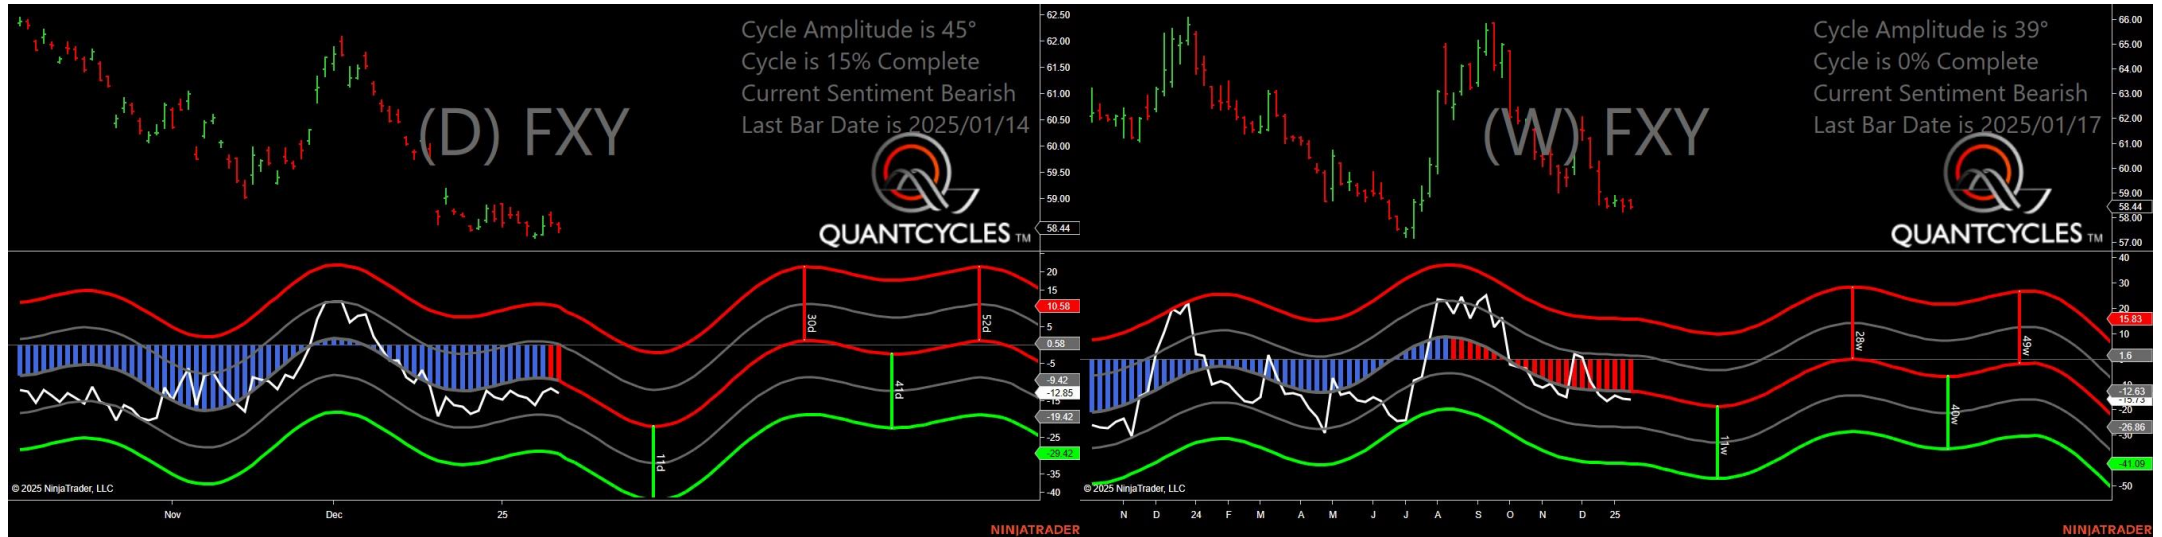 Cycle Amplitude is 45°
Cycle is 15% Complete
Current Sentiment Bearish
Last Bar Date is 2025/01/14
(D) FXY
QUANTCYCLES TM
62.50
62.00
61.50
61.00
60.50
60.00
59.50
59.00
58.44
20
15
10.58
5
0.58
-5
-9.42
-12.85
-15
-19.42
-25
-29.42
-35
-40
11d
30d
41d
52d
© 2025 NinjaTrader, LLC
Nov
Dec
25
NINJATRADER
Cycle Amplitude is 39°
Cycle is 0% Complete
Current Sentiment Bearish
Last Bar Date is 2025/01/17
(W) FXY
QUANTCYCLES TM
66.00
65.00
64.00
63.00
62.00
61.00
60.00
59.00
58.44
58.00
57.00
40
30
20
15.83
10
1.6
-12.63
-15.73
-20
-26.86
-30
-41.09
-50
11w
28w
40w
49w
© 2025 NinjaTrader, LLC
N
D
24
F
M
A
M
J
J
A
S
O
N
D
25
NINJATRADER